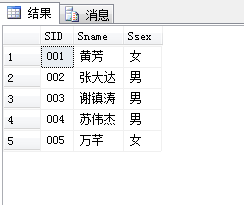 结果 消息
SID Sname Ssex
1 001 黄芳 女
2 002 张大达 男
3 003 谢镇涛 男
4 004 苏伟杰 男
5 005 万芊 女